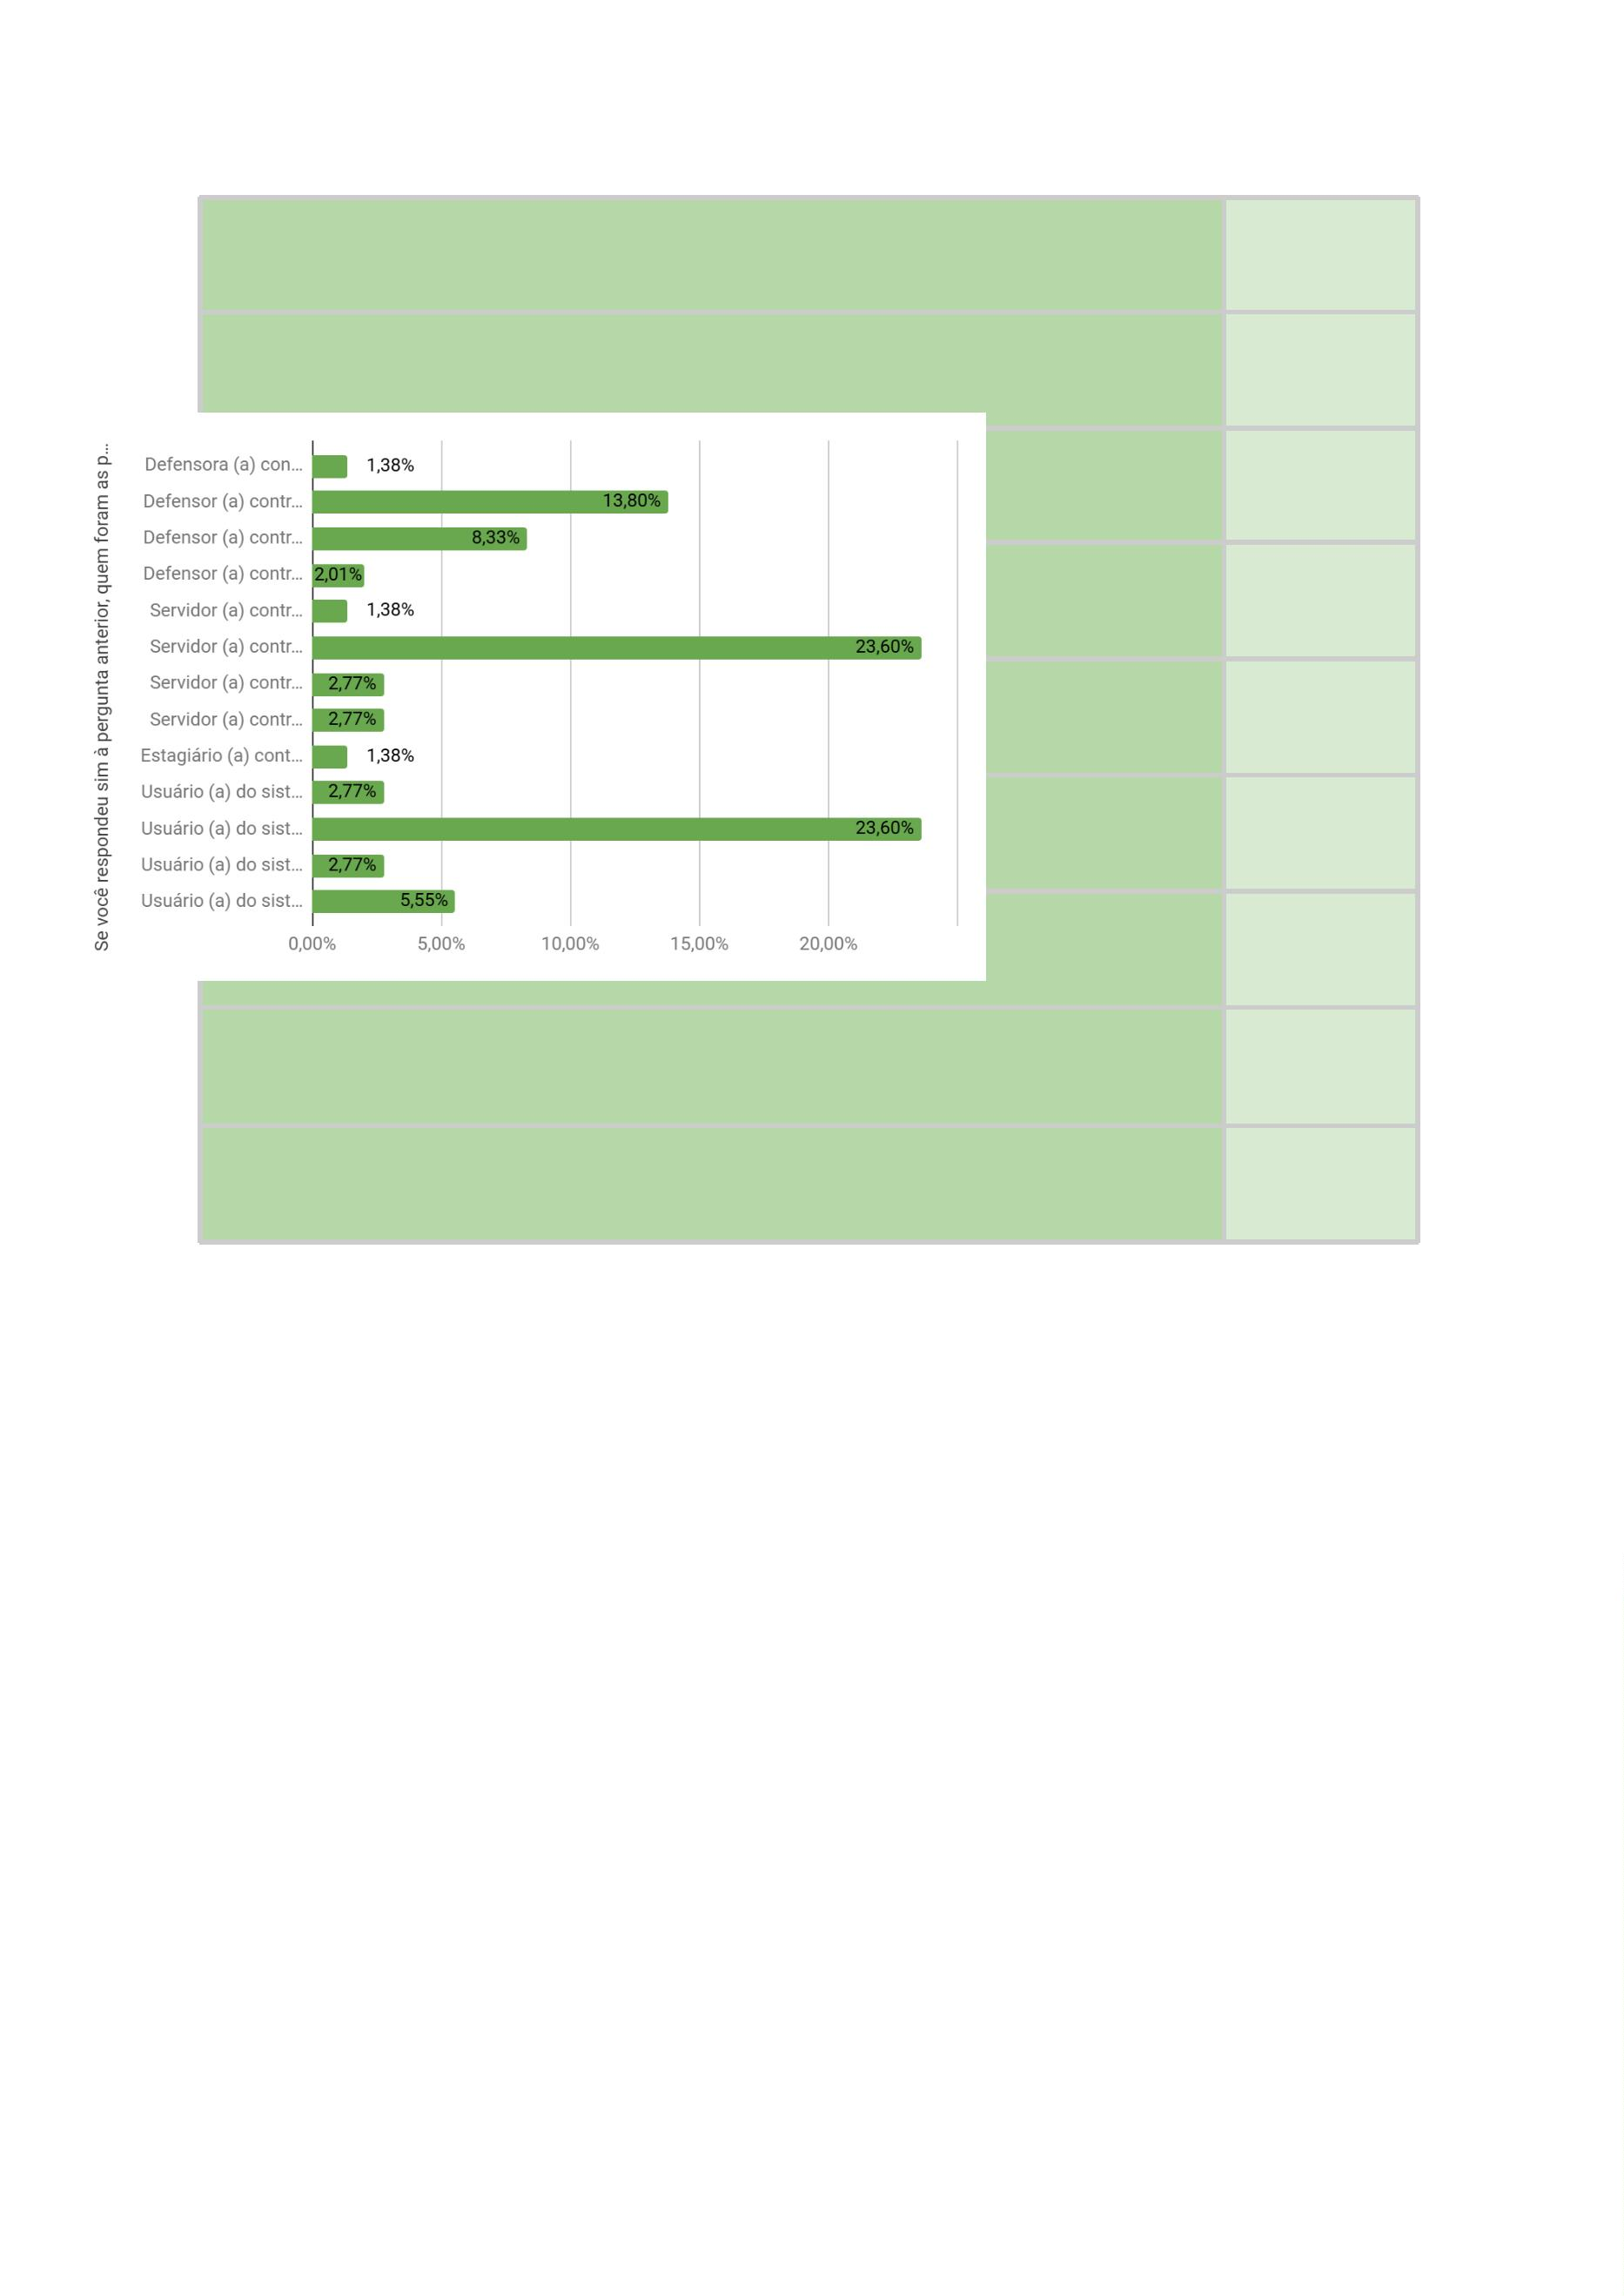 Se você respondeu sim à pergunta anterior, quem foram as p...
Defensora (a) con... 1,38%
Defensor (a) contr... 13,80%
Defensor (a) contr... 8,33%
Defensor (a) contr... 2,01%
Servidor (a) contr... 1,38%
Servidor (a) contr... 23,60%
Servidor (a) contr... 2,77%
Servidor (a) contr... 2,77%
Estagiário (a) cont... 1,38%
Usuário (a) do sist... 2,77%
Usuário (a) do sist... 23,60%
Usuário (a) do sist... 2,77%
Usuário (a) do sist... 5,55%
0,00% 5,00% 10,00% 15,00% 20,00%